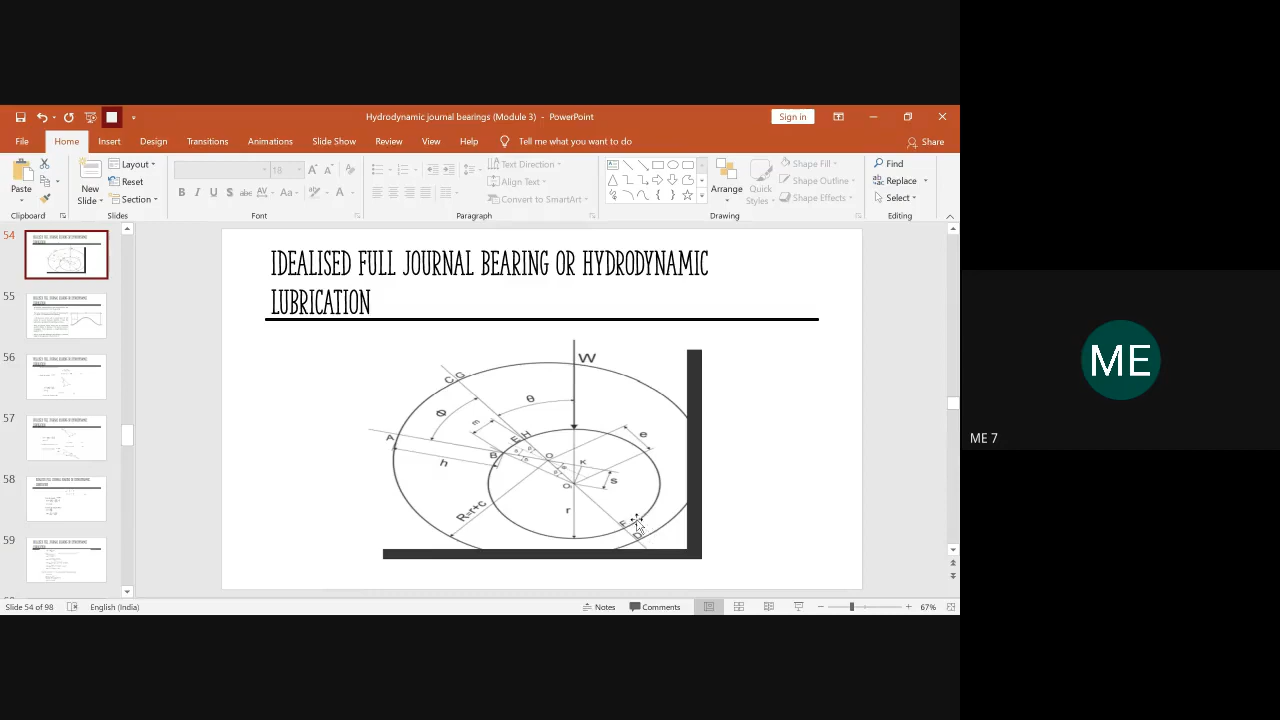 Hydrodynamic journal bearings (Module 3) - PowerPoint
Sign in
File Home Insert Design Transitions Animations Slide Show Review View Help Tell me what you want to do Share
Paste
Clipboard
New Slide
Layout
Reset
Section
Slides
18
B I U S abc AV Aa A
Font
Text Direction
Align Text
Convert to SmartArt
Paragraph
Arrange
Quick Styles
Shape Fill
Shape Outline
Shape Effects
Drawing
Find
Replace
Select
Editing
54
55
56
57
58
59
IDEALISED FULL JOURNAL BEARING OR HYDRODYNAMIC
LUBRICATION
W
C G
Φ
θ
A
E H
e
B
h
O
K
s
O
R=r+c
r
F
D
ME
ME 7
Slide 54 of 98 English (India) Notes Comments 67%